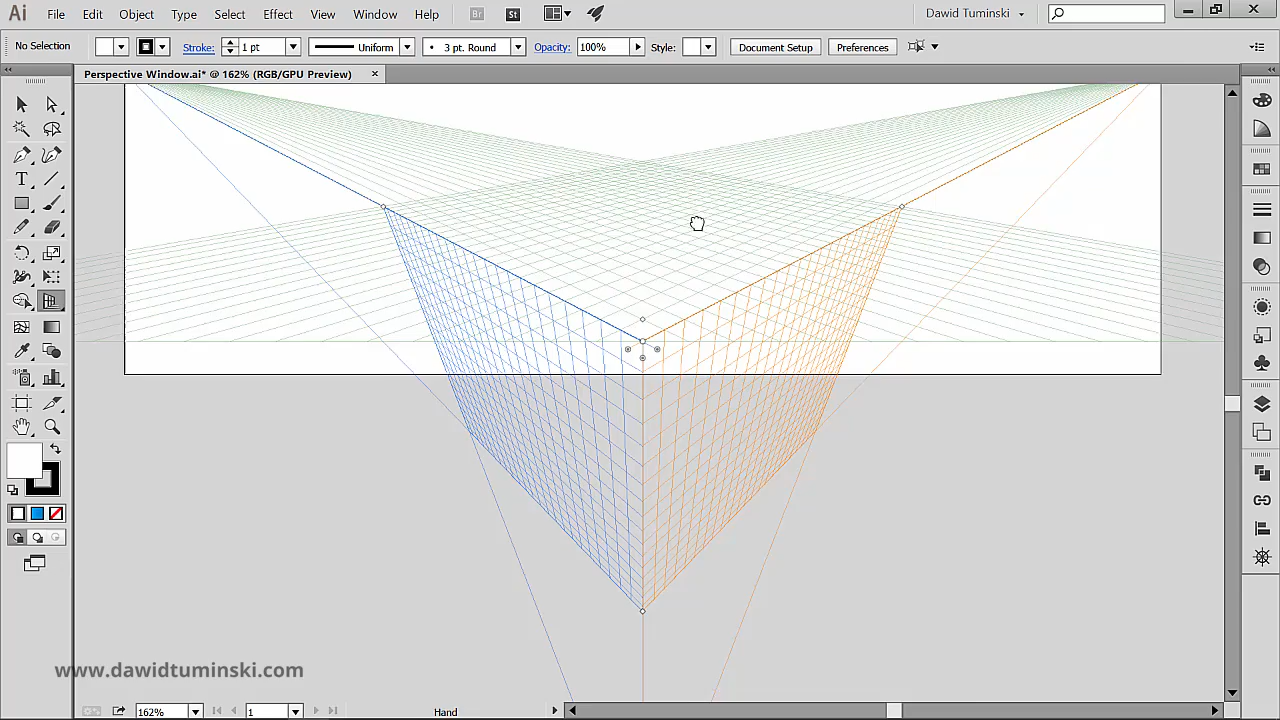 Ai File Edit Object Type Select Effect View Window Help Br St Dawid Tuminski
No Selection Stroke: 1 pt Uniform 3 pt. Round Opacity: 100% Style: Document Setup Preferences
Perspective Window.ai* @ 162% (RGB/GPU Preview)
www.dawidtuminski.com
162% 1 Hand